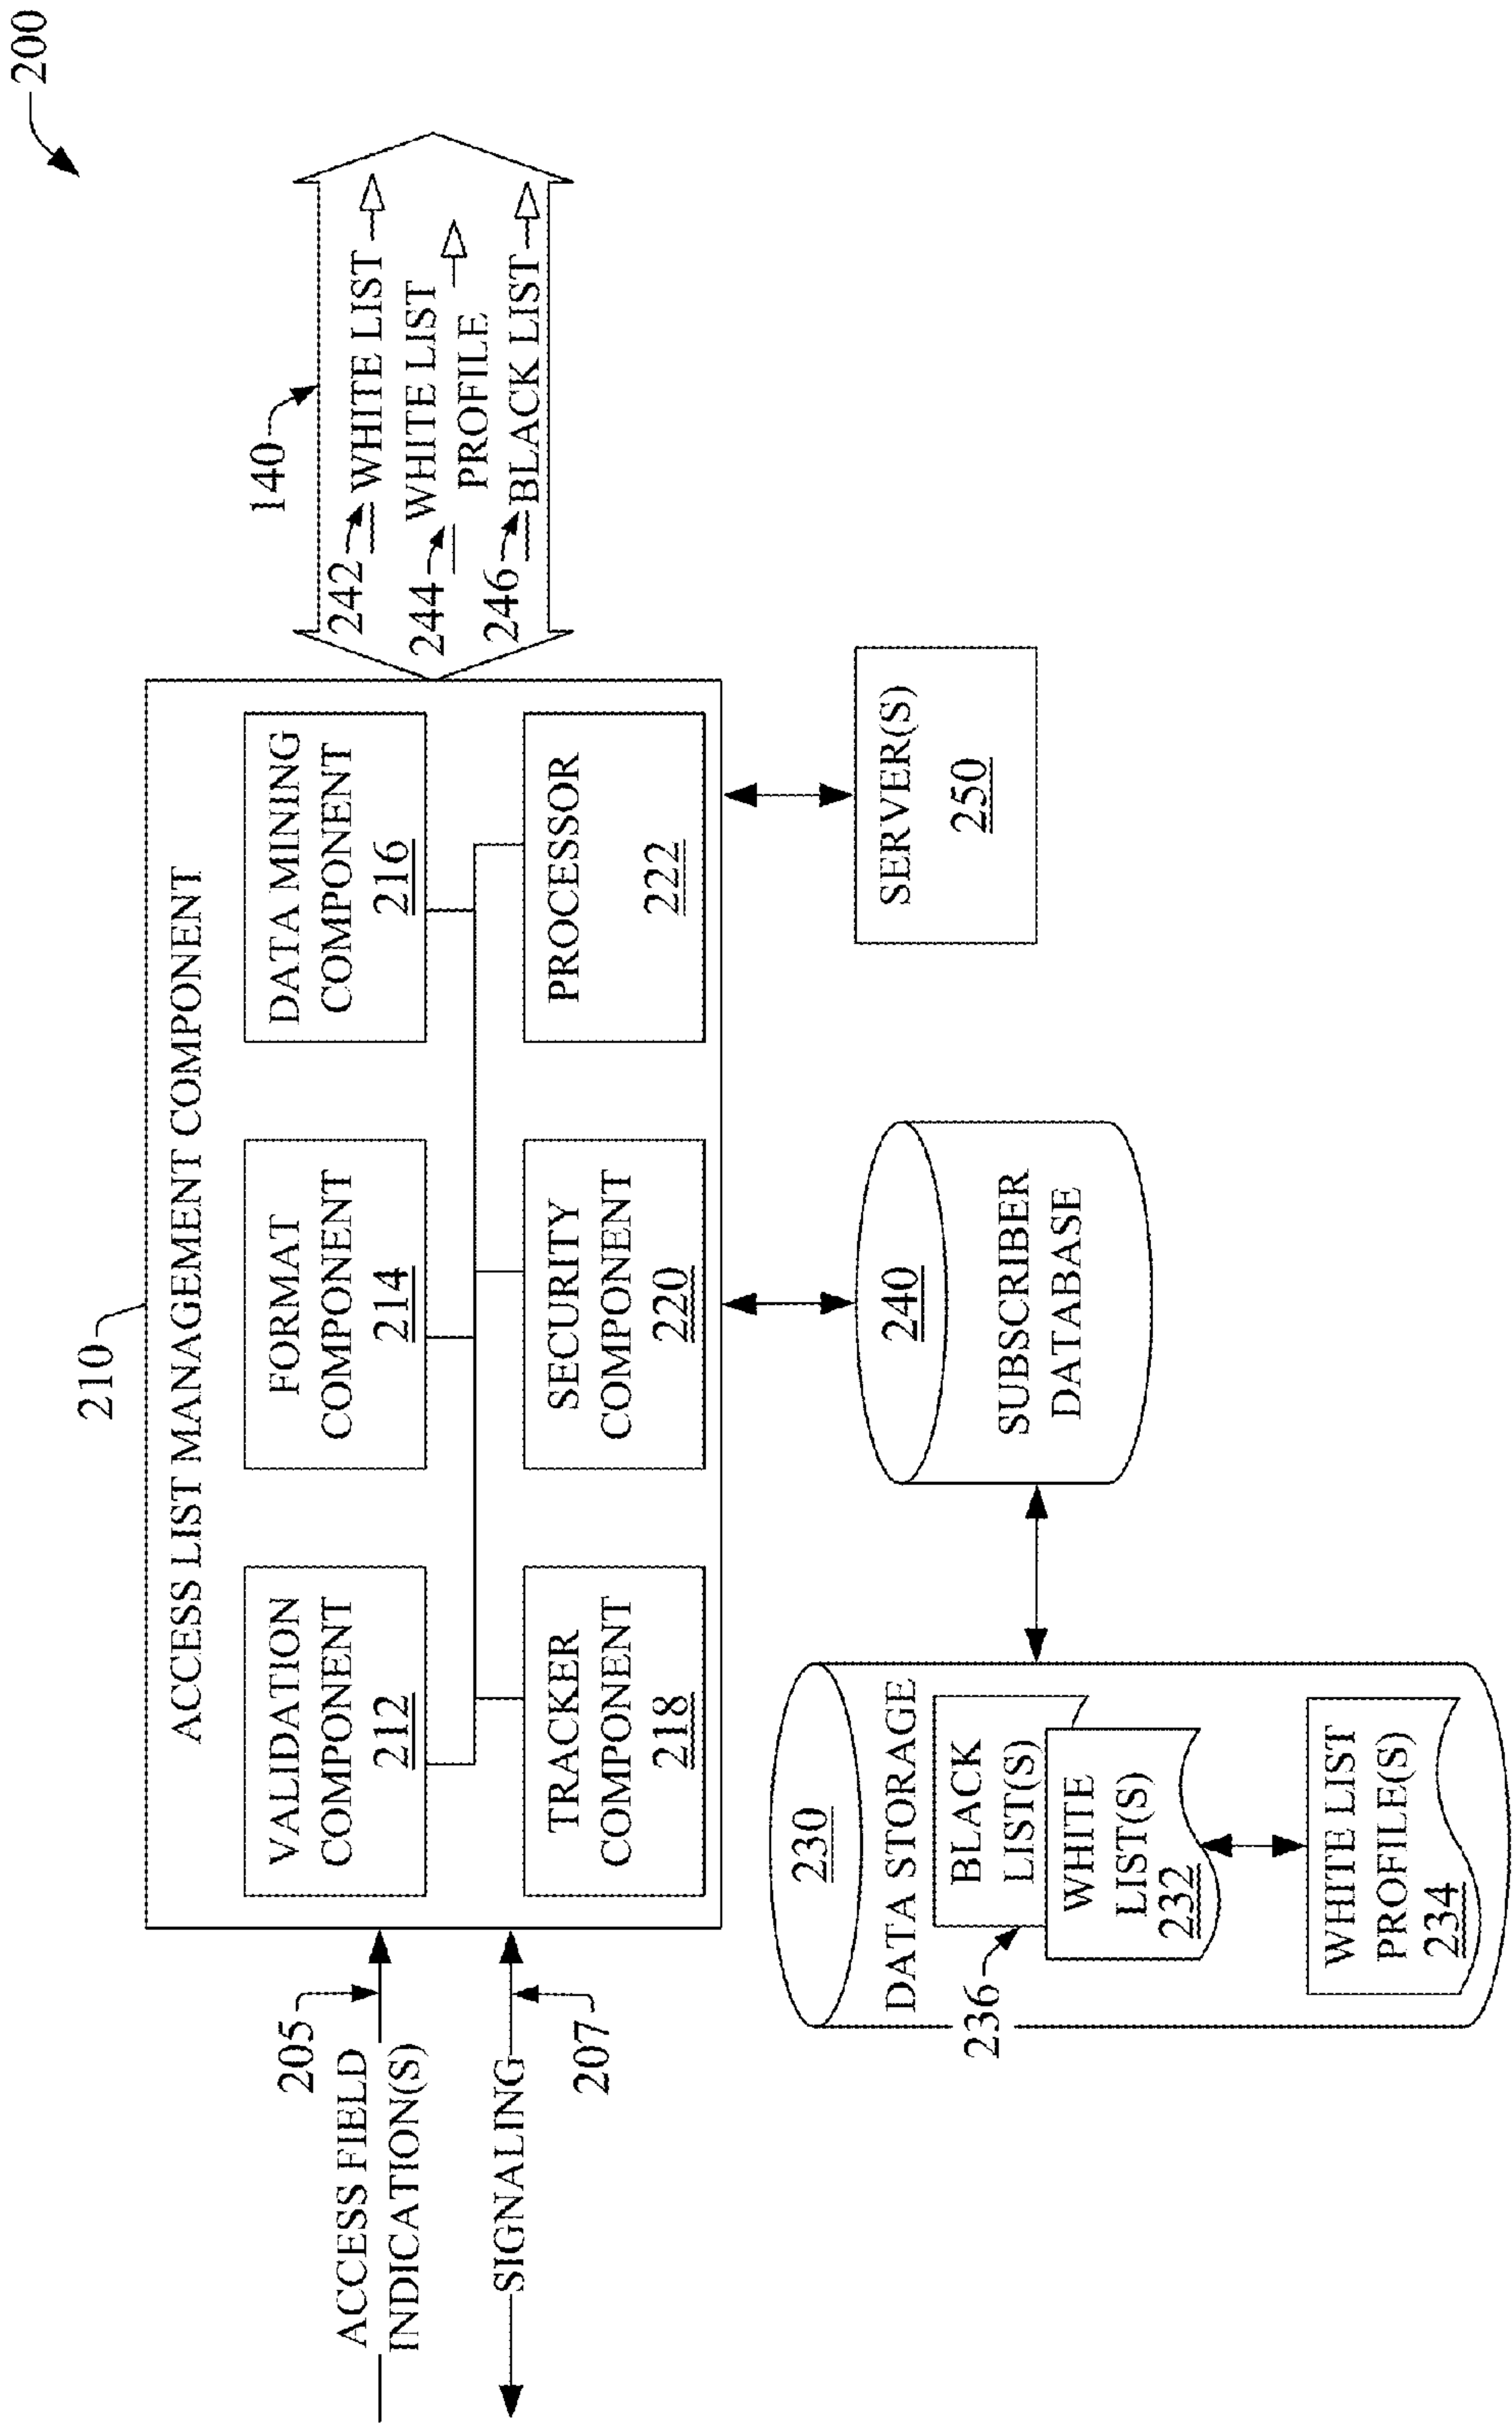 200
210
ACCESS LIST MANAGEMENT COMPONENT
VALIDATION
COMPONENT
212
FORMAT
COMPONENT
214
DATA MINING
COMPONENT
216
TRACKER
COMPONENT
218
SECURITY
COMPONENT
220
PROCESSOR
222
205
ACCESS FIELD
INDICATION(S)
SIGNALING
207
140
242
WHITE LIST
244
WHITE LIST
PROFILE
246
BLACK LIST
230
DATA STORAGE
236
BLACK
LIST(S)
WHITE
LIST(S)
232
WHITE LIST
PROFILE(S)
234
240
SUBSCRIBER
DATABASE
SERVER(S)
250